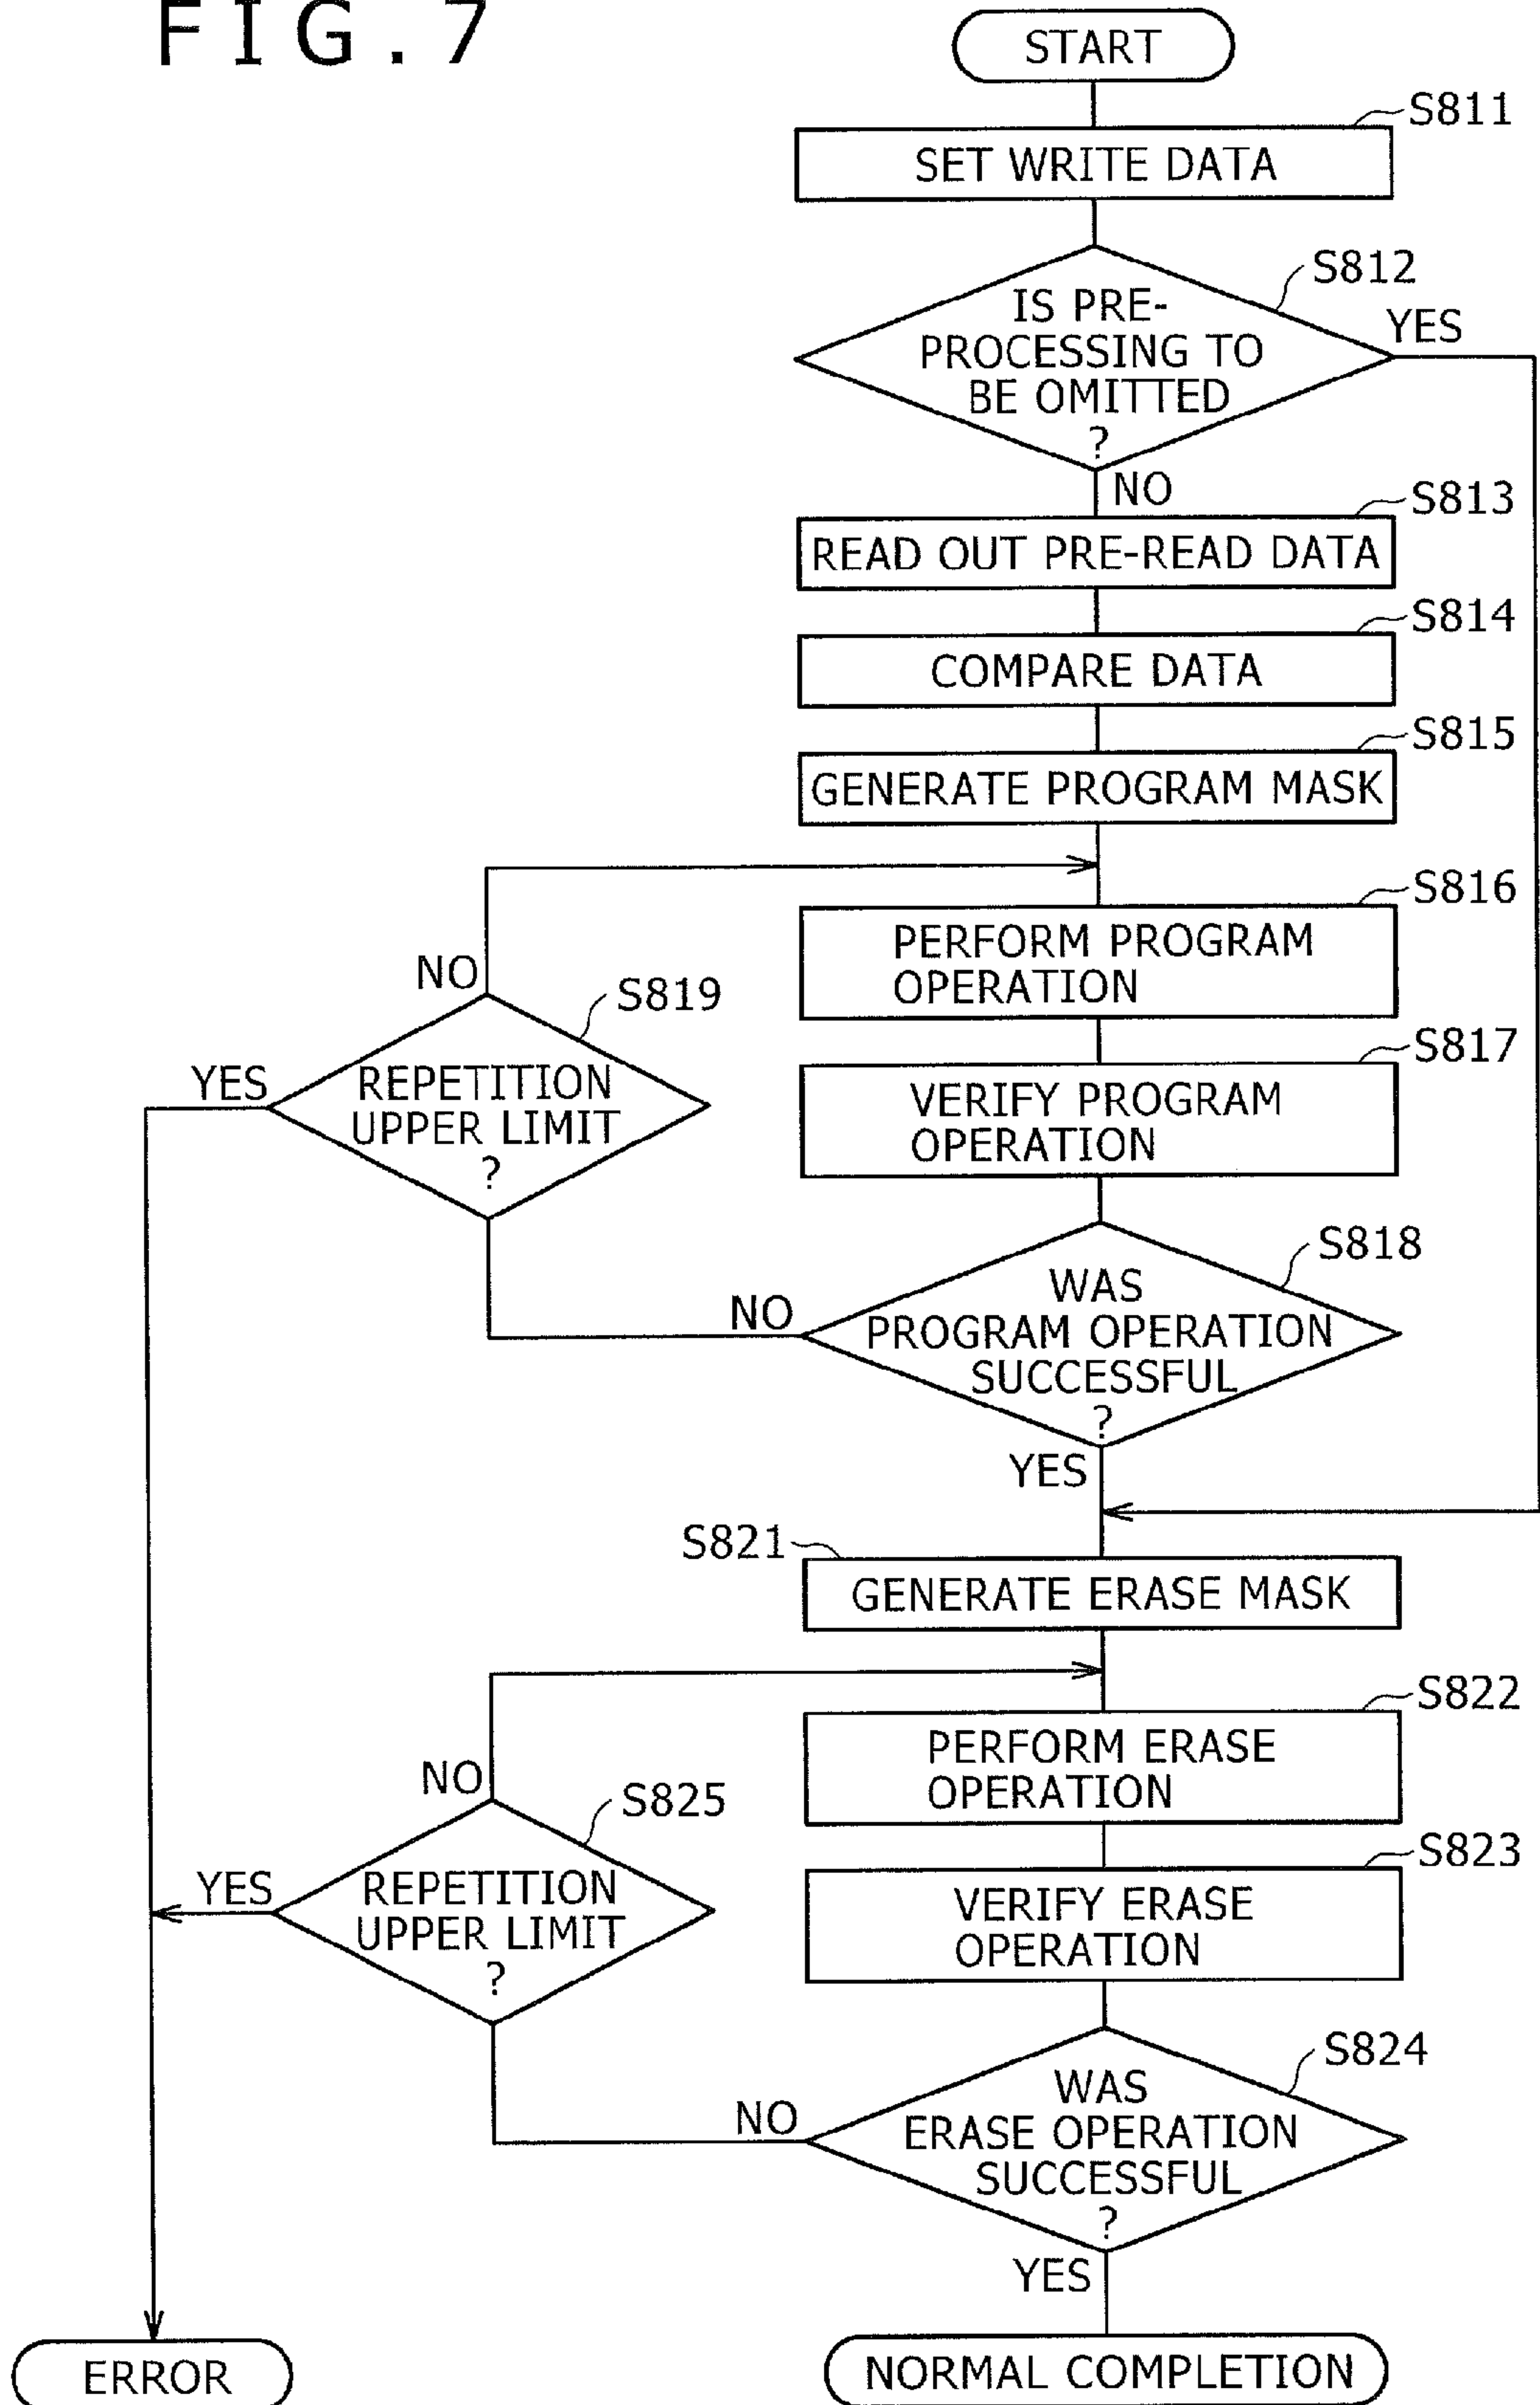 FIG. 7
START
S811
SET WRITE DATA
S812
IS PRE-
PROCESSING TO
BE OMITTED
?
YES
NO
S813
READ OUT PRE-READ DATA
S814
COMPARE DATA
S815
GENERATE PROGRAM MASK
S816
PERFORM PROGRAM
OPERATION
NO
S819
REPETITION
UPPER LIMIT
?
YES
S817
VERIFY PROGRAM
OPERATION
S818
WAS
PROGRAM OPERATION
SUCCESSFUL
?
NO
YES
S821
GENERATE ERASE MASK
S822
PERFORM ERASE
OPERATION
NO
S825
REPETITION
UPPER LIMIT
?
YES
S823
VERIFY ERASE
OPERATION
S824
WAS
ERASE OPERATION
SUCCESSFUL
?
NO
YES
ERROR
NORMAL COMPLETION